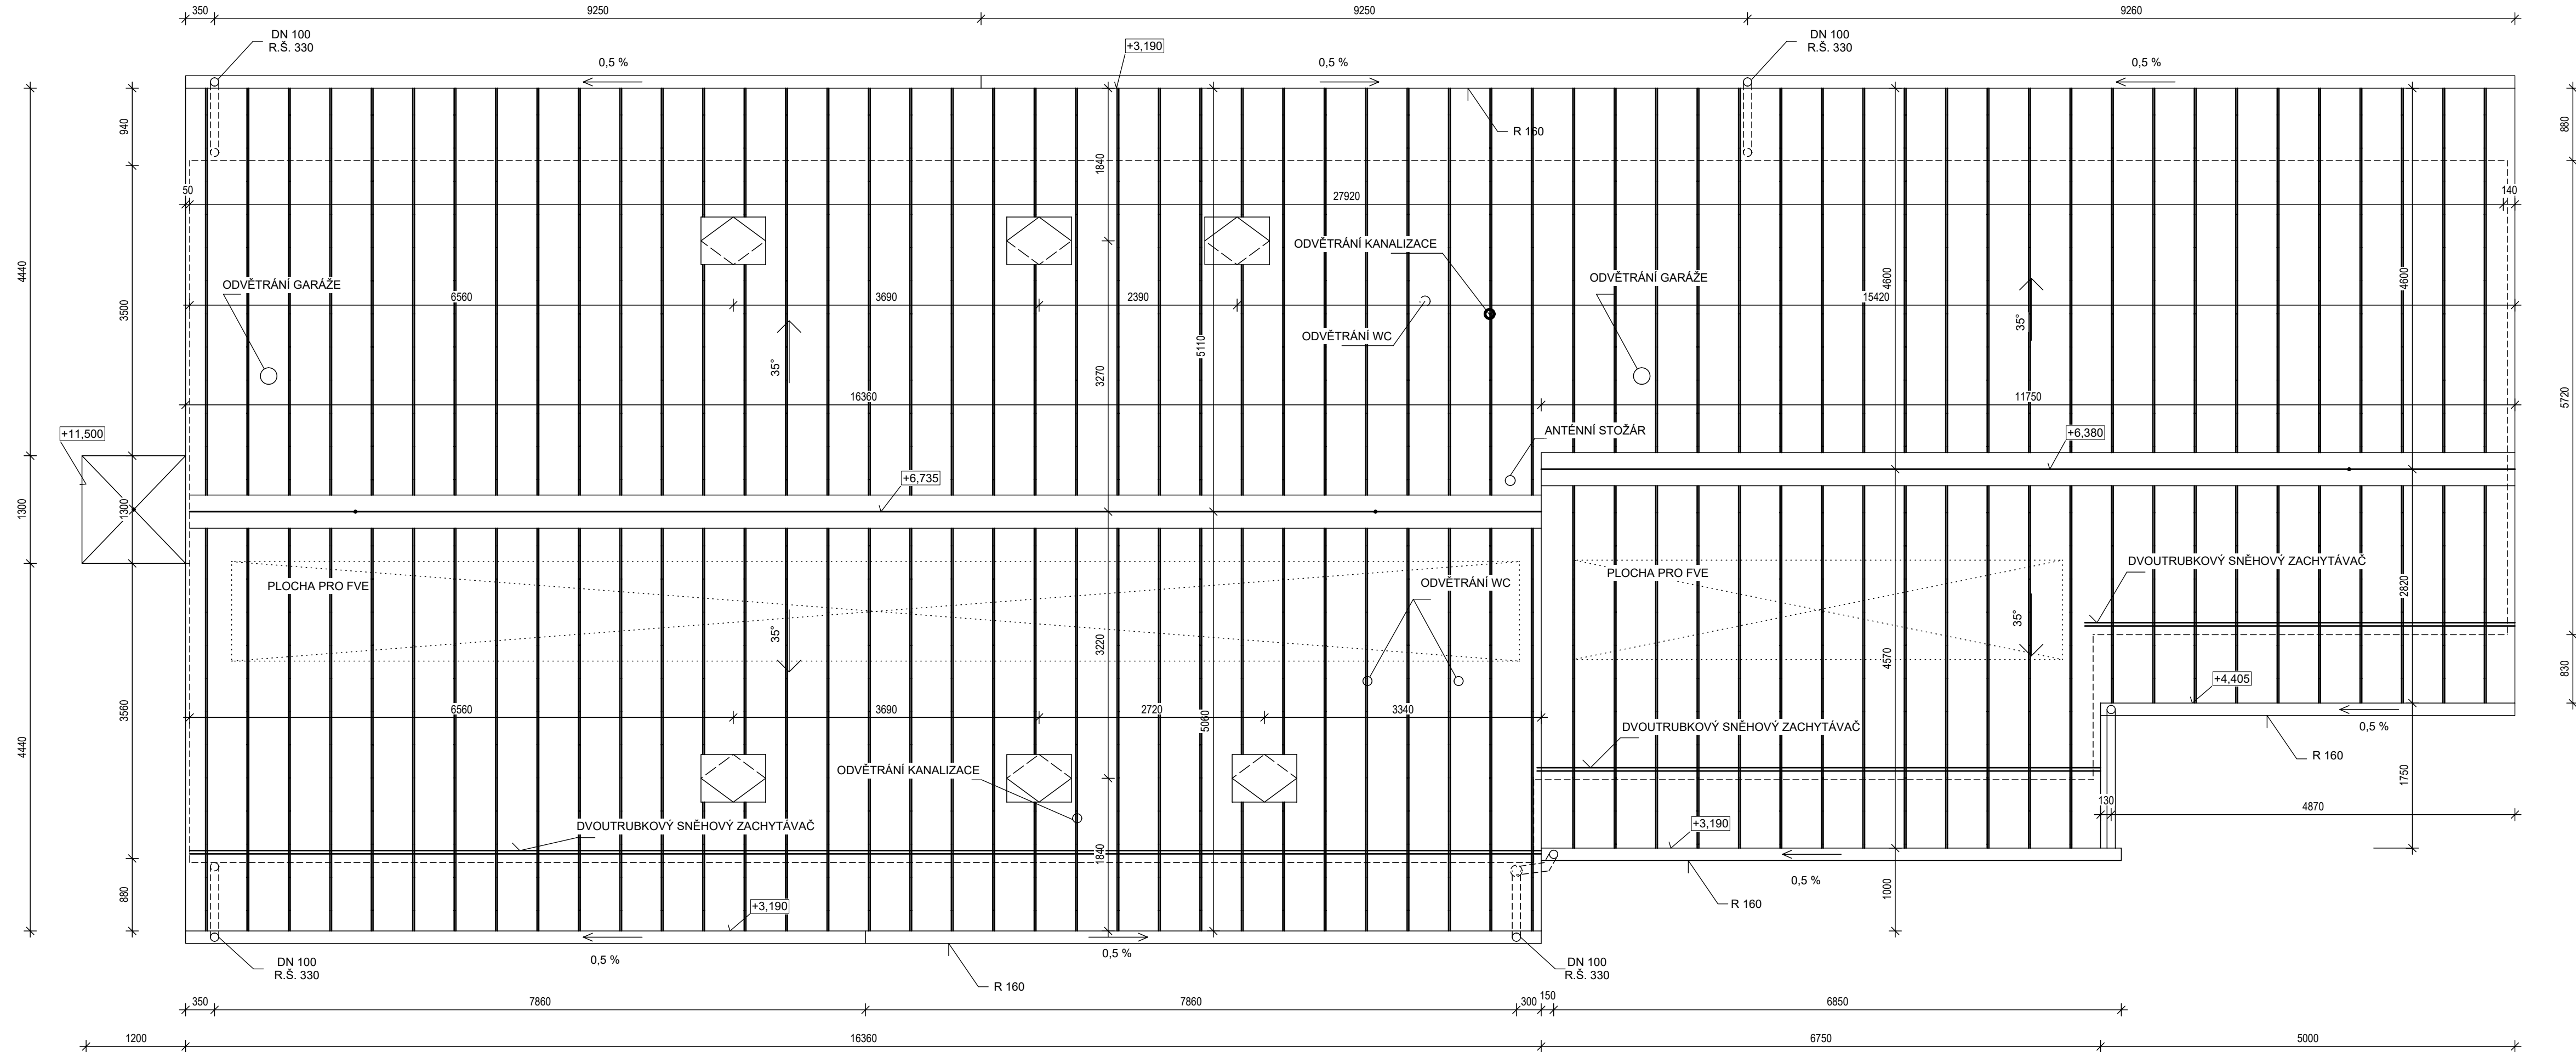 350
9250
9250
9260
DN 100
R.Š. 330
0,5 %
+3,190
0,5 %
DN 100
R.Š. 330
0,5 %
940
R 160
880
1840
50
27920
140
4440
3500
ODVĚTRÁNÍ GARÁŽE
6560
3690
2390
ODVĚTRÁNÍ KANALIZACE
ODVĚTRÁNÍ GARÁŽE
4600
15420
4600
35°
5110
ODVĚTRÁNÍ WC
35°
3270
16360
11750
5720
+11,500
ANTÉNNÍ STOŽÁR
+6,380
+6,735
1300
1300
PLOCHA PRO FVE
ODVĚTRÁNÍ WC
PLOCHA PRO FVE
DVOUTRUBKOVÝ SNĚHOVÝ ZACHYTÁVAČ
2820
35°
3220
35°
4570
830
+4,405
3560
6560
3690
2720
3340
5060
DVOUTRUBKOVÝ SNĚHOVÝ ZACHYTÁVAČ
0,5 %
4440
R 160
ODVĚTRÁNÍ KANALIZACE
1750
130
4870
DVOUTRUBKOVÝ SNĚHOVÝ ZACHYTÁVAČ
+3,190
1840
880
0,5 %
1000
+3,190
R 160
0,5 %
0,5 %
DN 100
R.Š. 330
DN 100
R.Š. 330
R 160
350
7860
7860
300
150
6850
1200
16360
6750
5000